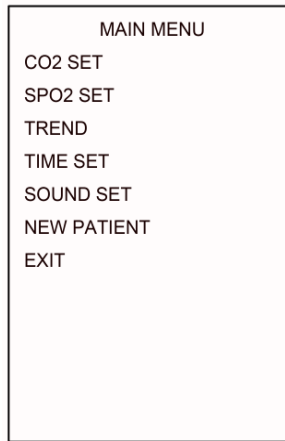 MAIN MENU
CO2 SET
SPO2 SET
TREND
TIME SET
SOUND SET
NEW PATIENT
EXIT